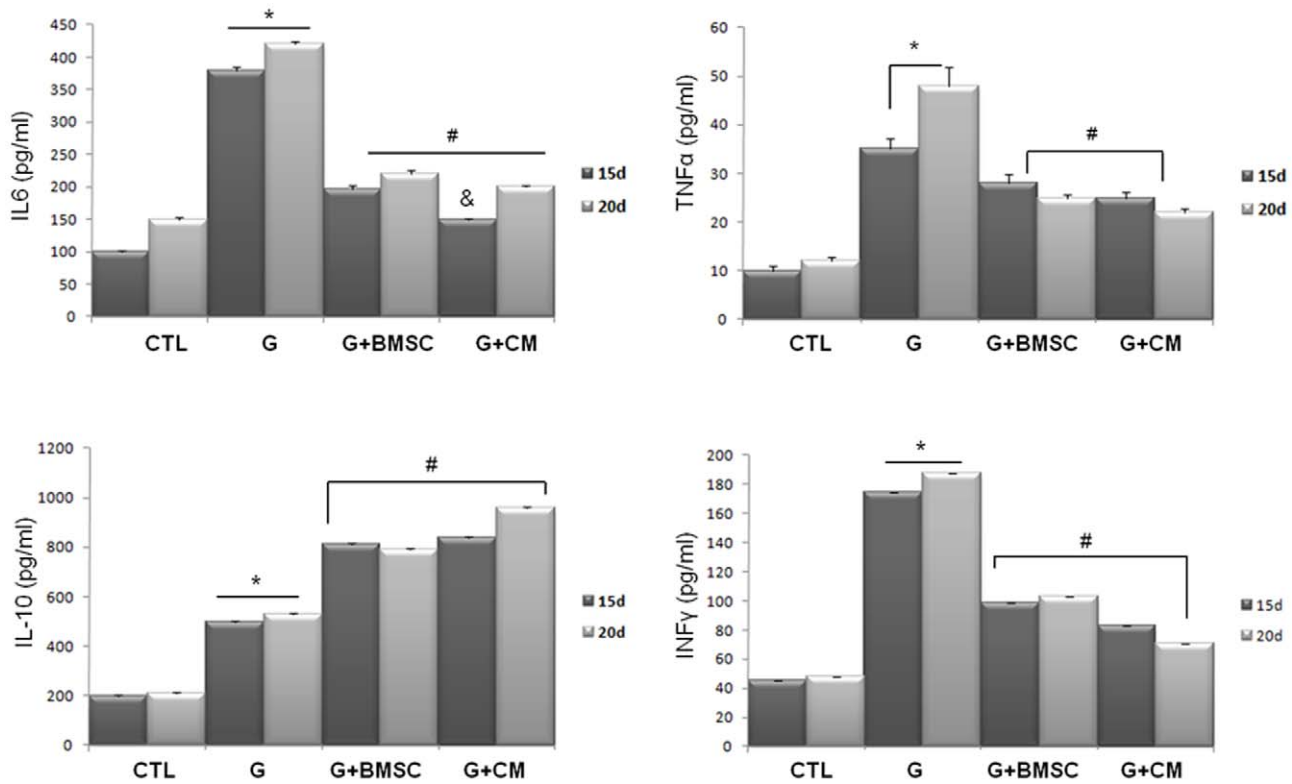 IL6 (pg/ml)
450
400
350
300
250
200
150
100
50
0
*
#
&
15d
20d
CTL G G+BMSC G+CM
TNFα (pg/ml)
60
50
40
30
20
10
0
*
#
15d
20d
CTL G G+BMSC G+CM
IL-10 (pg/ml)
1200
1000
800
600
400
200
0
*
#
15d
20d
CTL G G+BMSC G+CM
INFγ (pg/ml)
200
180
160
140
120
100
80
60
40
20
0
*
#
15d
20d
CTL G G+BMSC G+CM